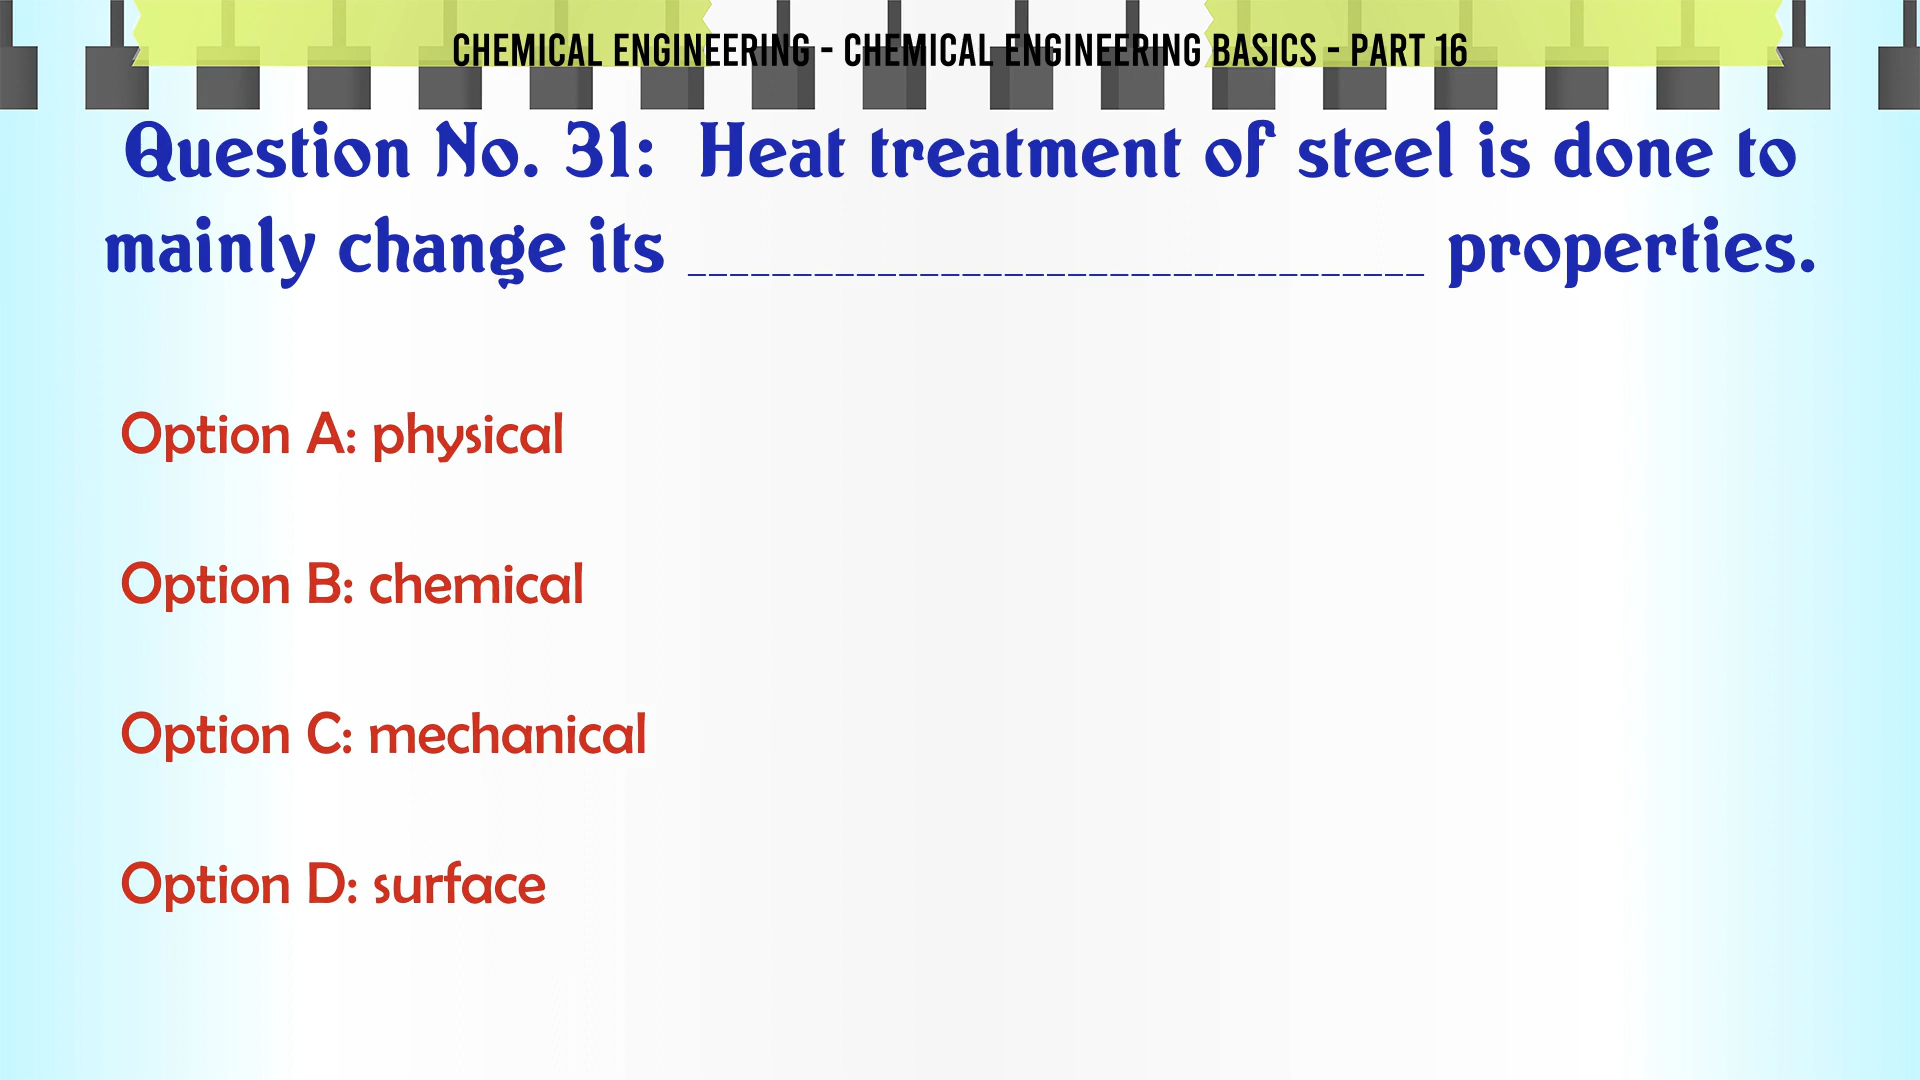 CHEMICAL ENGINEERING - CHEMICAL ENGINEERING BASICS - PART 16
Question No. 31: Heat treatment of steel is done to
mainly change its ___________________________________ properties.
Option A: physical
Option B: chemical
Option C: mechanical
Option D: surface